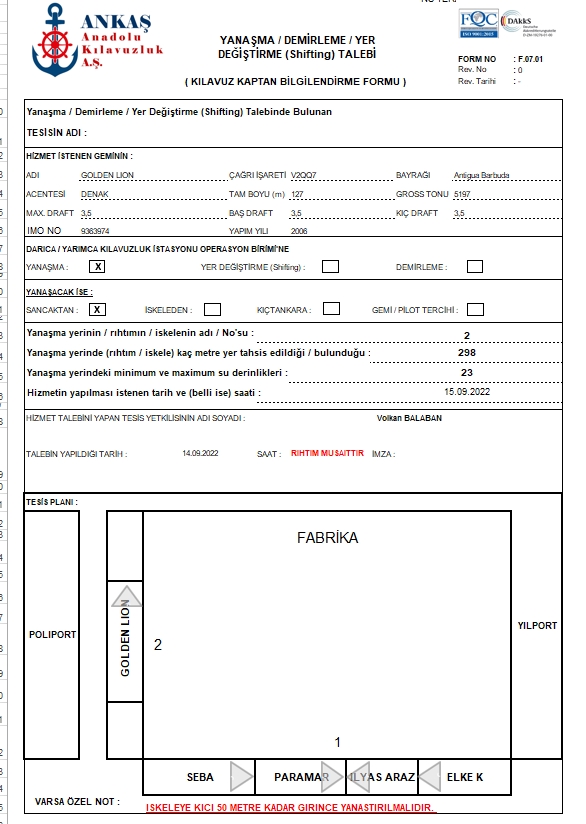 ANKAŞ
Anadolu
Kılavuzluk
A.Ş.
YANAŞMA / DEMİRLEME / YER
DEĞİŞTİRME (Shifting) TALEBİ
( KILAVUZ KAPTAN BİLGİLENDİRME FORMU )
FQC
ISO 9001:2015
DAkkS
FORM NO : F.07.01
Rev. No : 0
Rev. Tarihi : -
Yanaşma / Demirleme / Yer Değiştirme (Shifting) Talebinde Bulunan
TESİSİN ADI :
HİZMET İSTENEN GEMİNİN :
ADI GOLDEN LION ÇAĞRI İŞARETİ V2QQ7 BAYRAĞI Antigua Barbuda
ACENTESİ DENAK TAM BOYU (m) 127 GROSS TONU 5197
MAX. DRAFT 3,5 BAŞ DRAFT 3,5 KIÇ DRAFT 3,5
IMO NO 9363974 YAPIM YILI 2006
DARICA / YARIMCA KILAVUZLUK İSTASYONU OPERASYON BİRİMİ'NE
YANAŞMA : X YER DEĞİŞTİRME (Shifting) : DEMİRLEME :
YANAŞACAK İSE :
SANCAKTAN : X İSKELEDEN : KIÇTANKARA : GEMİ / PİLOT TERCİHİ :
Yanaşma yerinin / rıhtımın / iskelenin adı / No'su : 2
Yanaşma yerinde (rıhtım / iskele) kaç metre yer tahsis edildiği / bulunduğu : 298
Yanaşma yerindeki minimum ve maximum su derinlikleri : 23
Hizmetin yapılması istenen tarih ve (belli ise) saati : 15.09.2022
HİZMET TALEBİNİ YAPAN TESİS YETKİLİSİNİN ADI SOYADI : Volkan BALABAN
TALEBİN YAPILDIĞI TARİH : 14.09.2022 SAAT : RIHTIM MUSAITTIR İMZA :
TESİS PLANI :
FABRİKA
POLIPORT
GOLDEN LION
2
YILPORT
1
SEBA PARAMAR ILYAS ARAZ ELKE K
VARSA ÖZEL NOT : ISKELEYE KICI 50 METRE KADAR GIRINCE YANASTIRILMALIDIR.